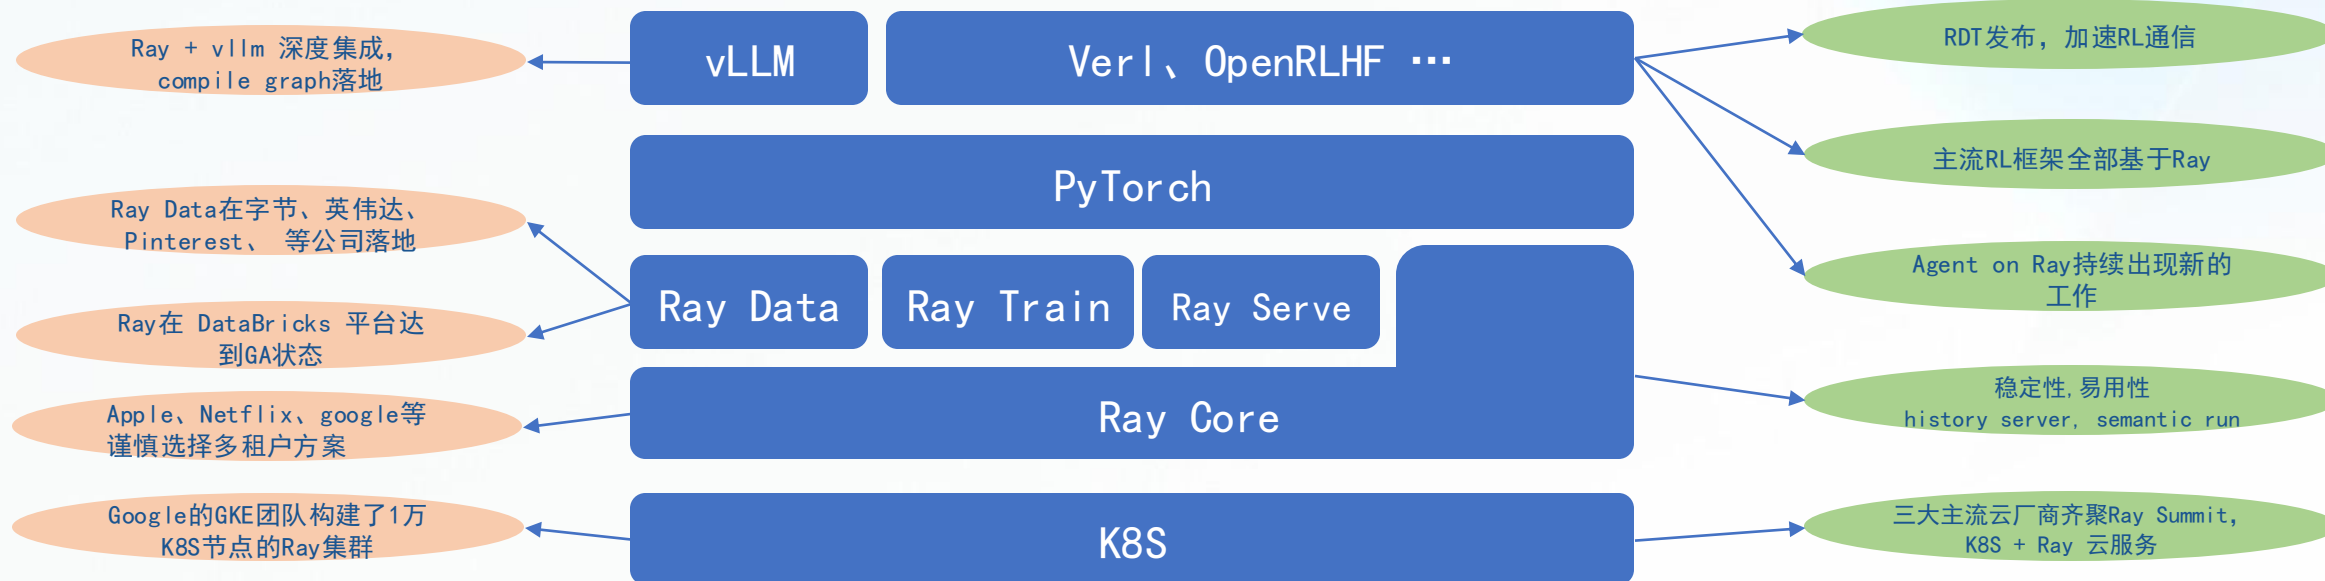 Ray + vllm 深度集成，
compile graph落地
vLLM
Verl、OpenRLHF …
RDT发布，加速RL通信
PyTorch
主流RL框架全部基于Ray
Ray Data在字节、英伟达、
Pinterest、 等公司落地
Ray Data
Ray Train
Ray Serve
Agent on Ray持续出现新的
工作
Ray在 DataBricks 平台达
到GA状态
Apple、Netflix、google等
谨慎选择多租户方案
Ray Core
稳定性,易用性
history server, semantic run
Google的GKE团队构建了1万
K8S节点的Ray集群
K8S
三大主流云厂商齐聚Ray Summit，
K8S + Ray 云服务